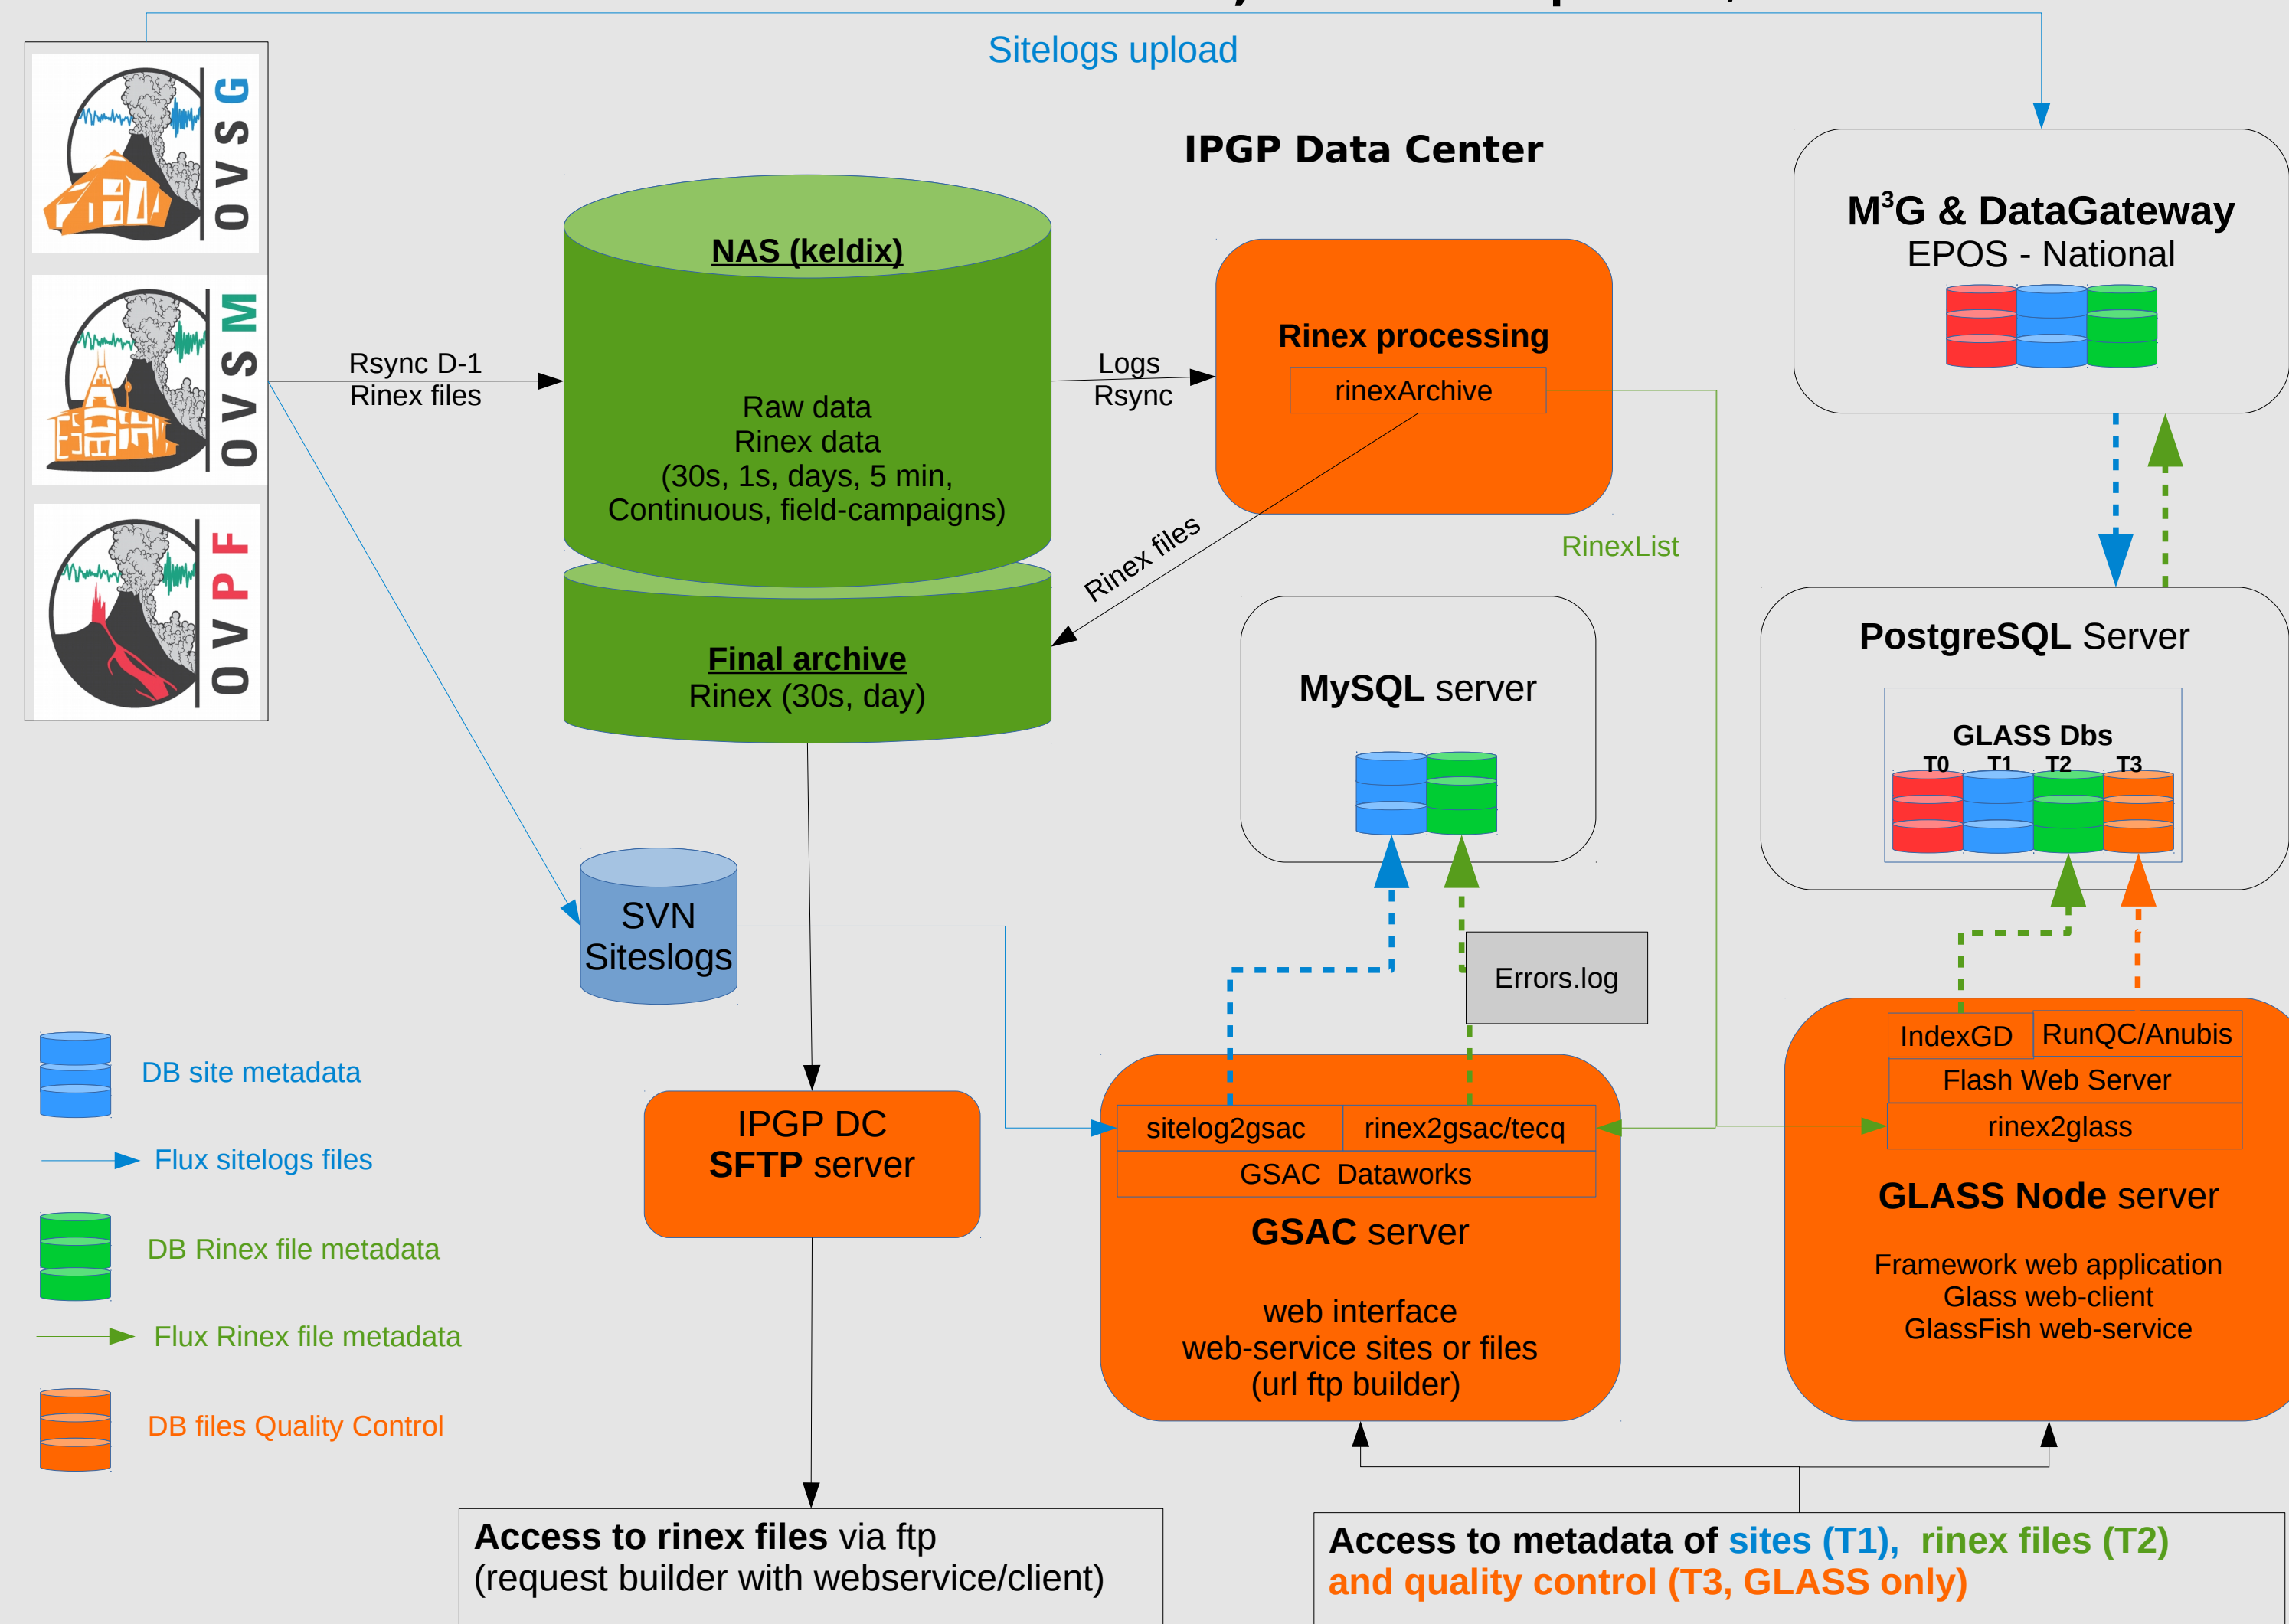 Sitelogs upload
IPGP Data Center
OVSG
OVSM
OVPF
Rsync D-1
Rinex files
NAS (keldix)
Raw data
Rinex data
(30s, 1s, days, 5 min,
Continuous, field-campaigns)
Final archive
Rinex (30s, day)
Logs
Rsync
Rinex processing
rinexArchive
Rinex files
RinexList
M³G & DataGateway
EPOS - National
MySQL server
PostgreSQL Server
GLASS Dbs
T0 T1 T2 T3
SVN
Siteslogs
Errors.log
DB site metadata
Flux sitelogs files
DB Rinex file metadata
Flux Rinex file metadata
DB files Quality Control
IPGP DC
SFTP server
sitelog2gsac
rinex2gsac/tecq
GSAC Dataworks
GSAC server
web interface
web-service sites or files
(url ftp builder)
IndexGD
RunQC/Anubis
Flash Web Server
rinex2glass
GLASS Node server
Framework web application
Glass web-client
GlassFish web-service
Access to rinex files via ftp
(request builder with webservice/client)
Access to metadata of sites (T1), rinex files (T2)
and quality control (T3, GLASS only)